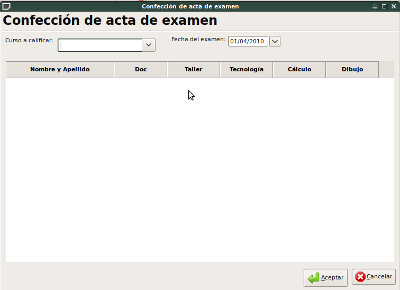 Confección de acta de examen
Confección de acta de examen
Curso a calificar:
Fecha del examen: 01/04/2010
Nombre y Apellido Doc Taller Tecnología Cálculo Dibujo
Aceptar Cancelar